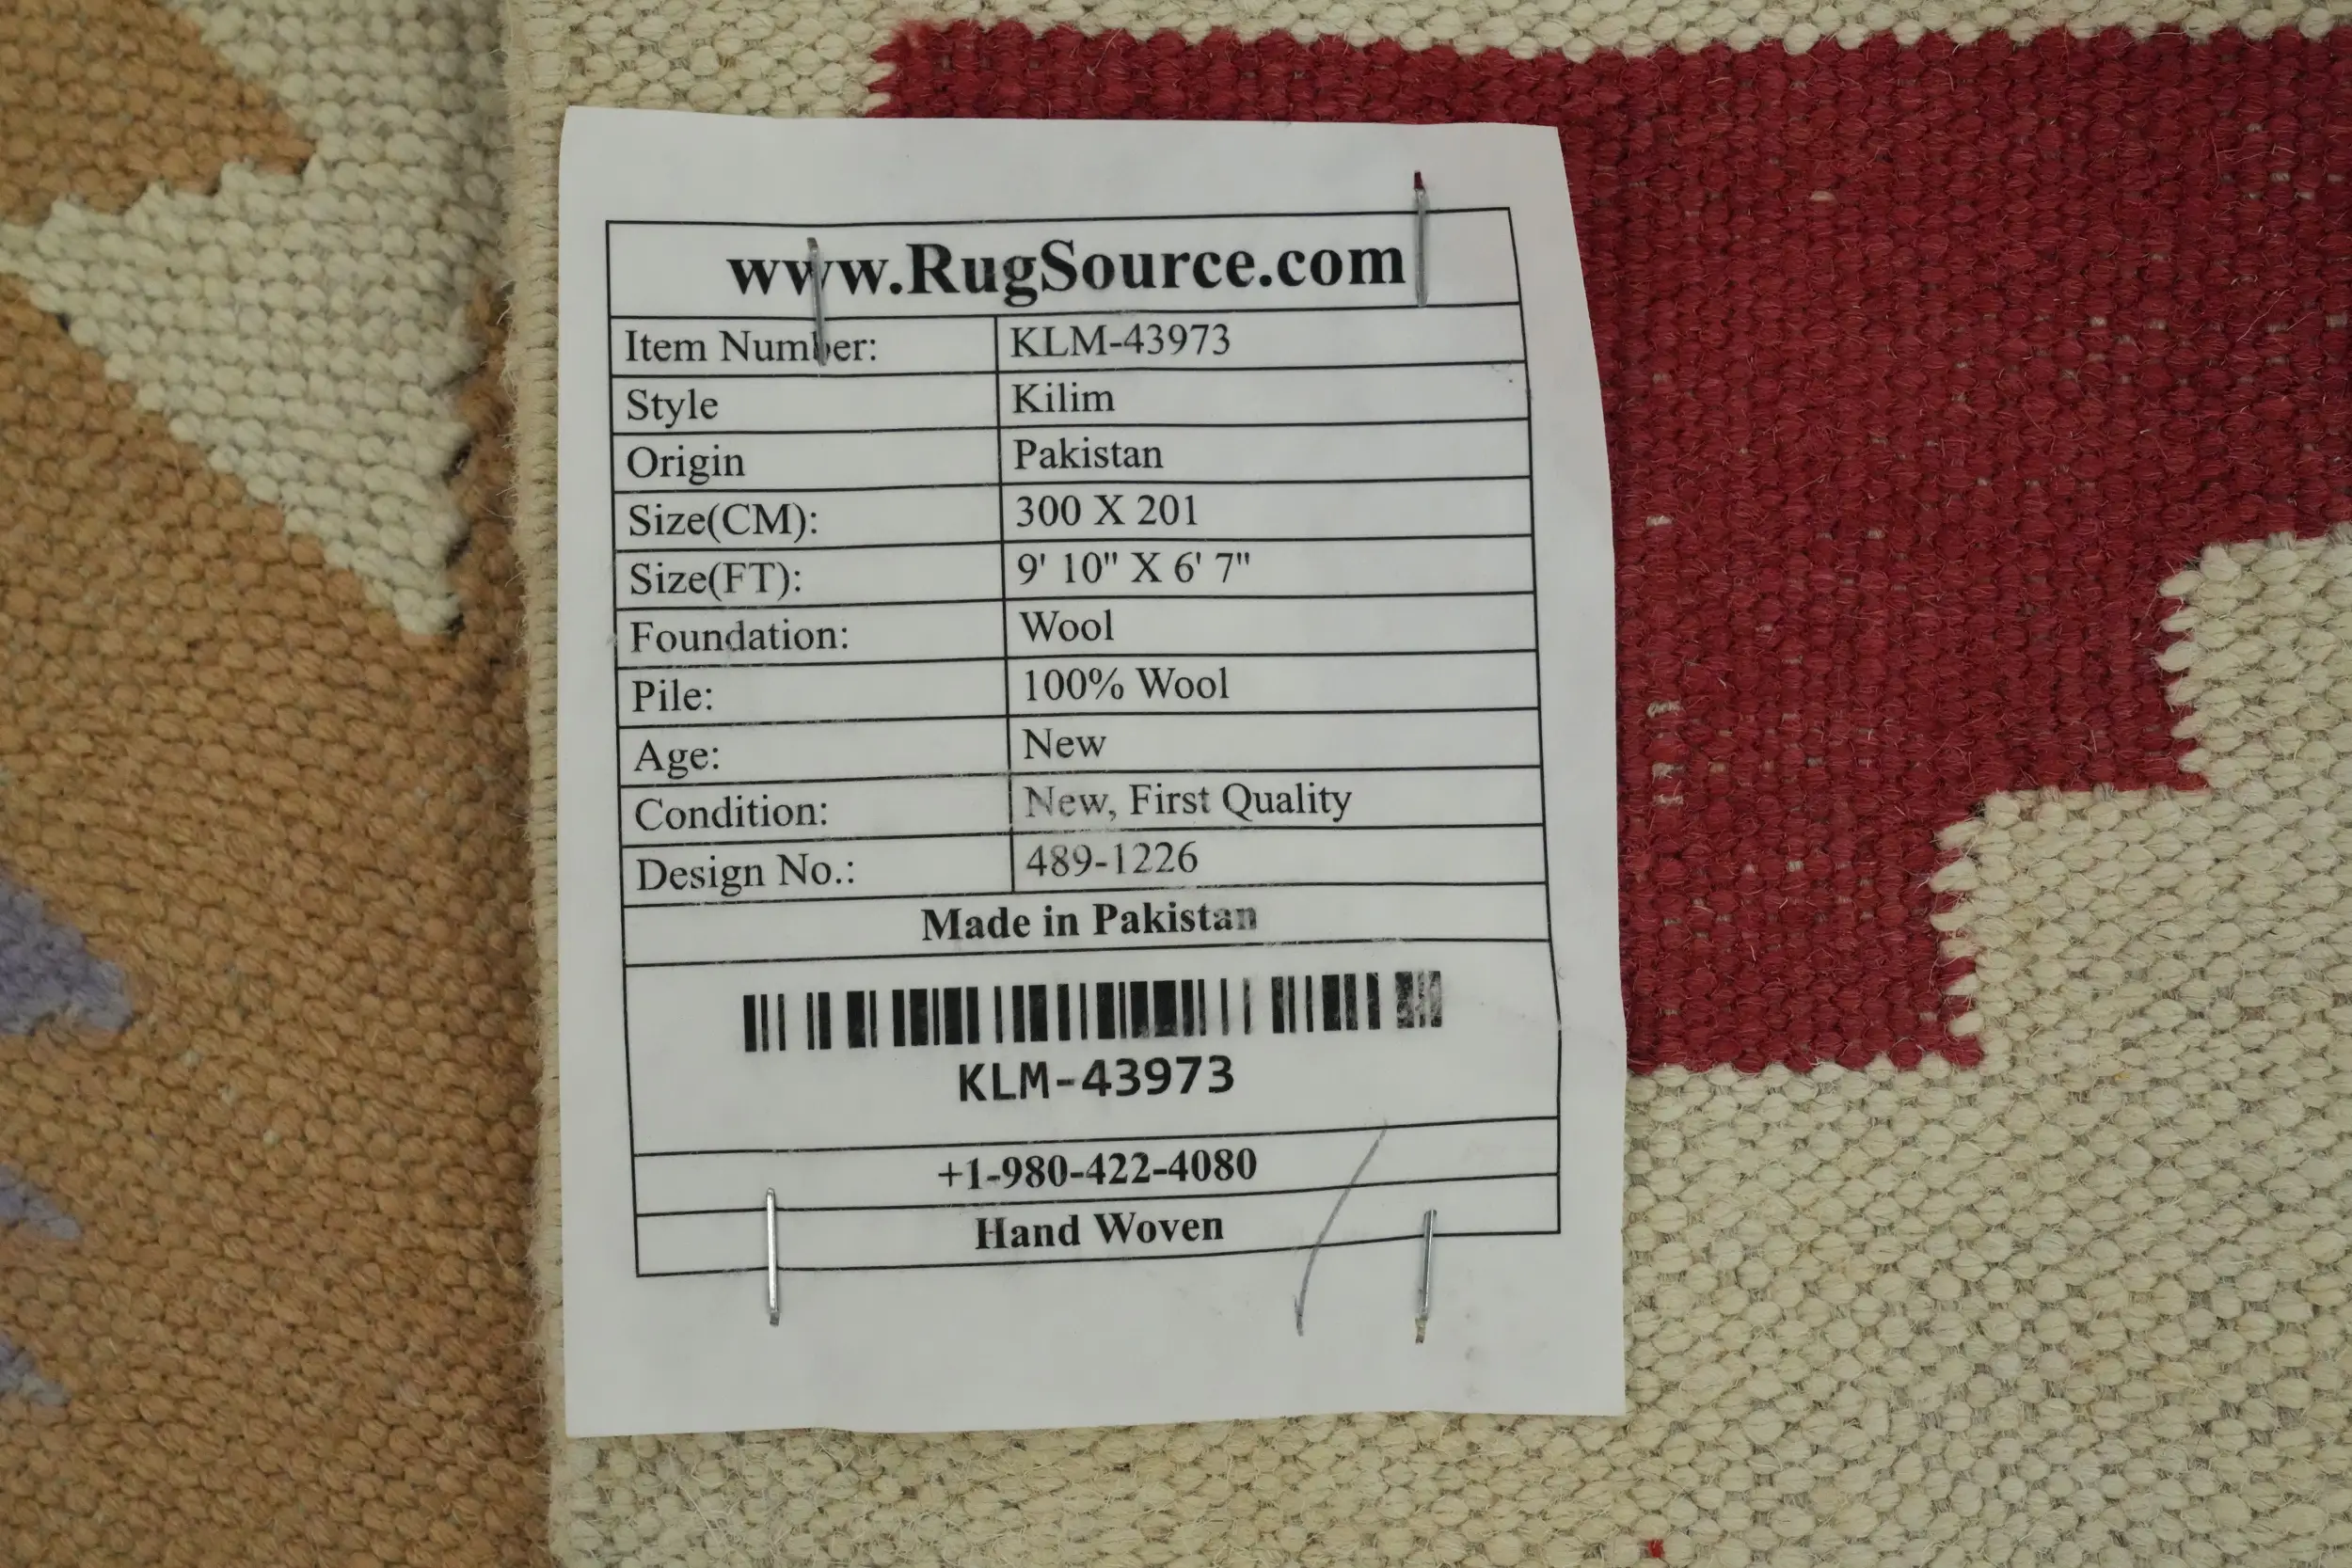 www.RugSource.com
Item Number: KLM-43973
Style Kilim
Origin Pakistan
Size(CM): 300 X 201
Size(FT): 9' 10" X 6' 7"
Foundation: Wool
Pile: 100% Wool
Age: New
Condition: New, First Quality
Design No.: 489-1226
Made in Pakistan
KLM-43973
+1-980-422-4080
Hand Woven